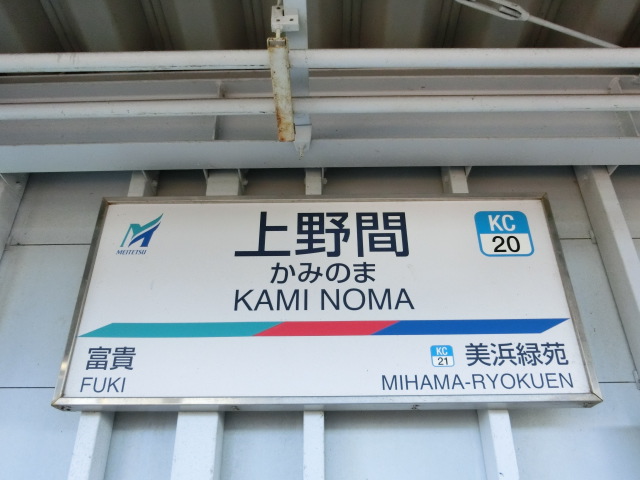 MEITETSU
上野間
かみのま
KAMI NOMA
KC
20
富貴
FUKI
KC
21
美浜緑苑
MIHAMA-RYOKUEN